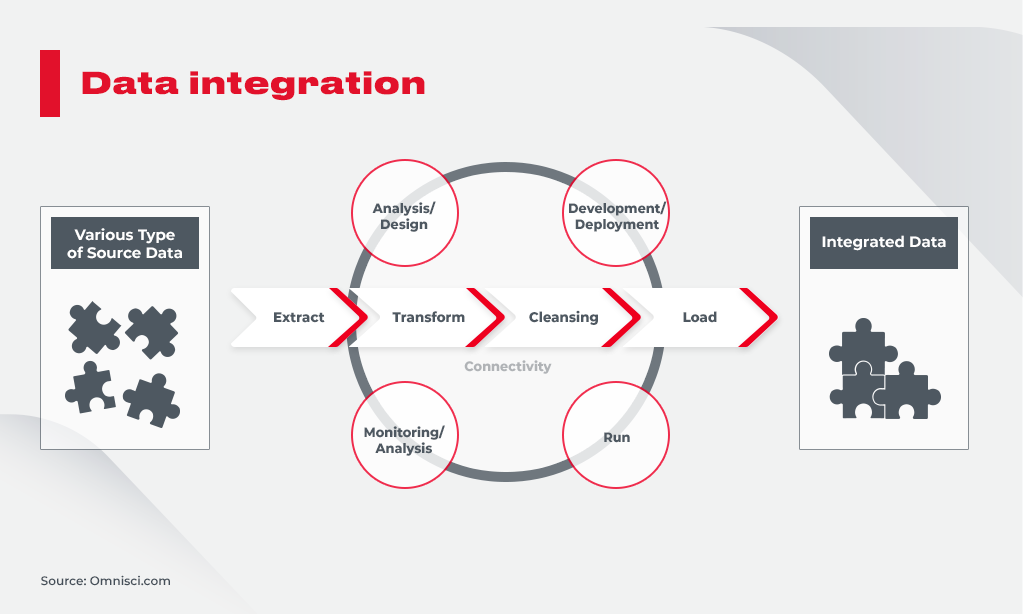 Data integration
Various Type
of Source Data
Analysis/
Design
Development/
Deployment
Integrated Data
Extract
Transform
Cleansing
Load
Connectivity
Monitoring/
Analysis
Run
Source: Omnisci.com